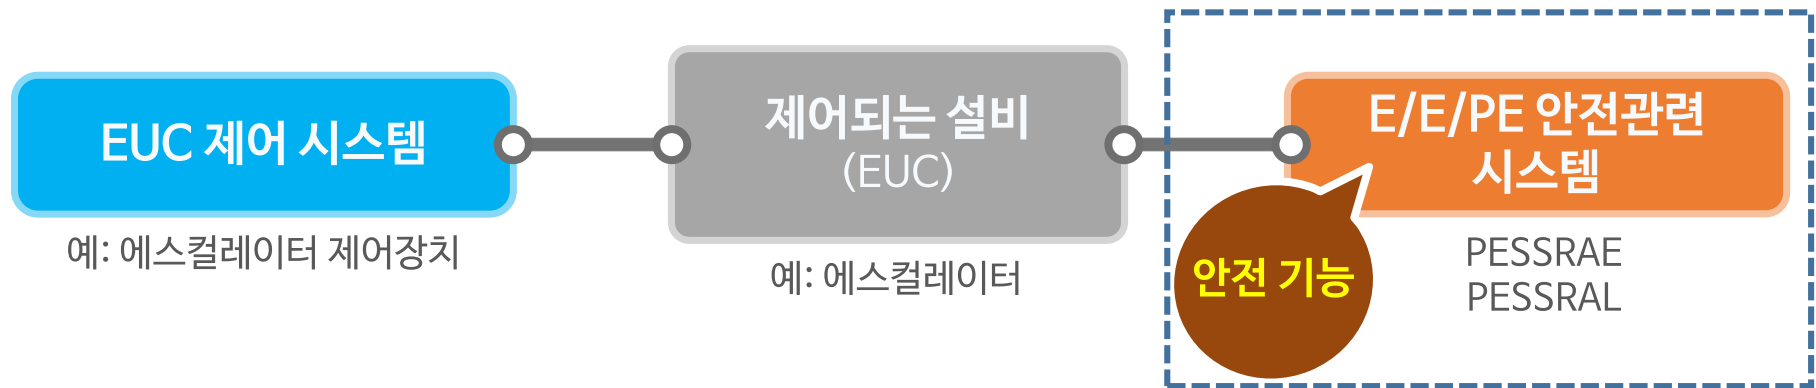 EUC 제어 시스템
예: 에스컬레이터 제어장치
제어되는 설비
(EUC)
예: 에스컬레이터
E/E/PE 안전관련
시스템
안전 기능
PESSRAE
PESSRAL